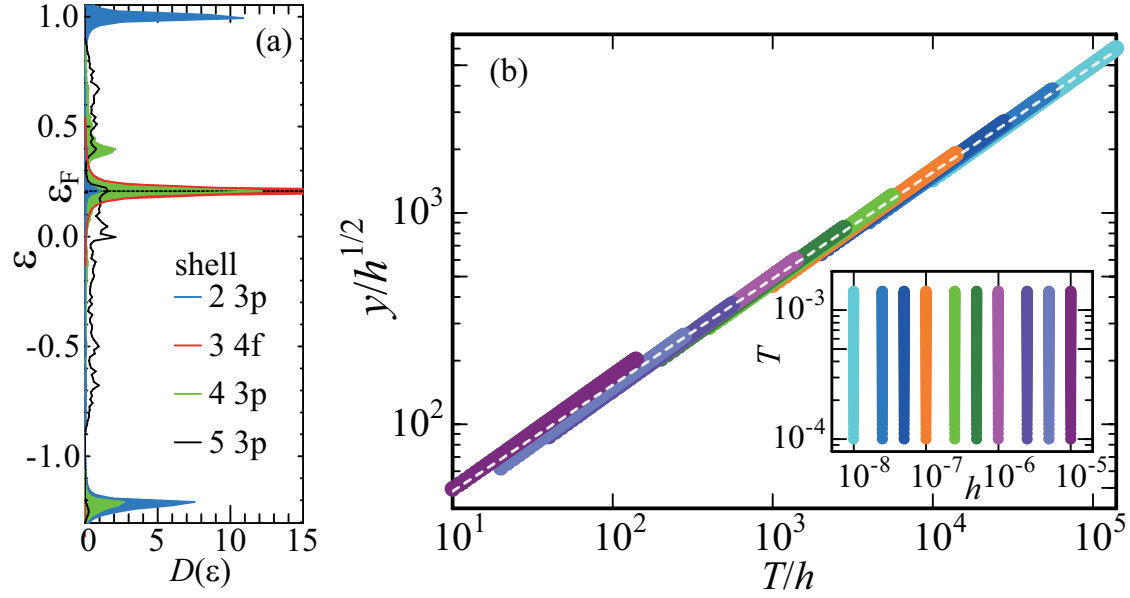 (a)
1.0
0.5
ε_F
0.0
-0.5
-1.0
ε
shell
2 3p
3 4f
4 3p
5 3p
0 5 10 15
D(ε)
(b)
10^3
10^2
y/h^{1/2}
10^1 10^2 10^3 10^4 10^5
T/h
10^{-3}
T
10^{-4}
10^{-8} 10^{-7} 10^{-6} 10^{-5}
h